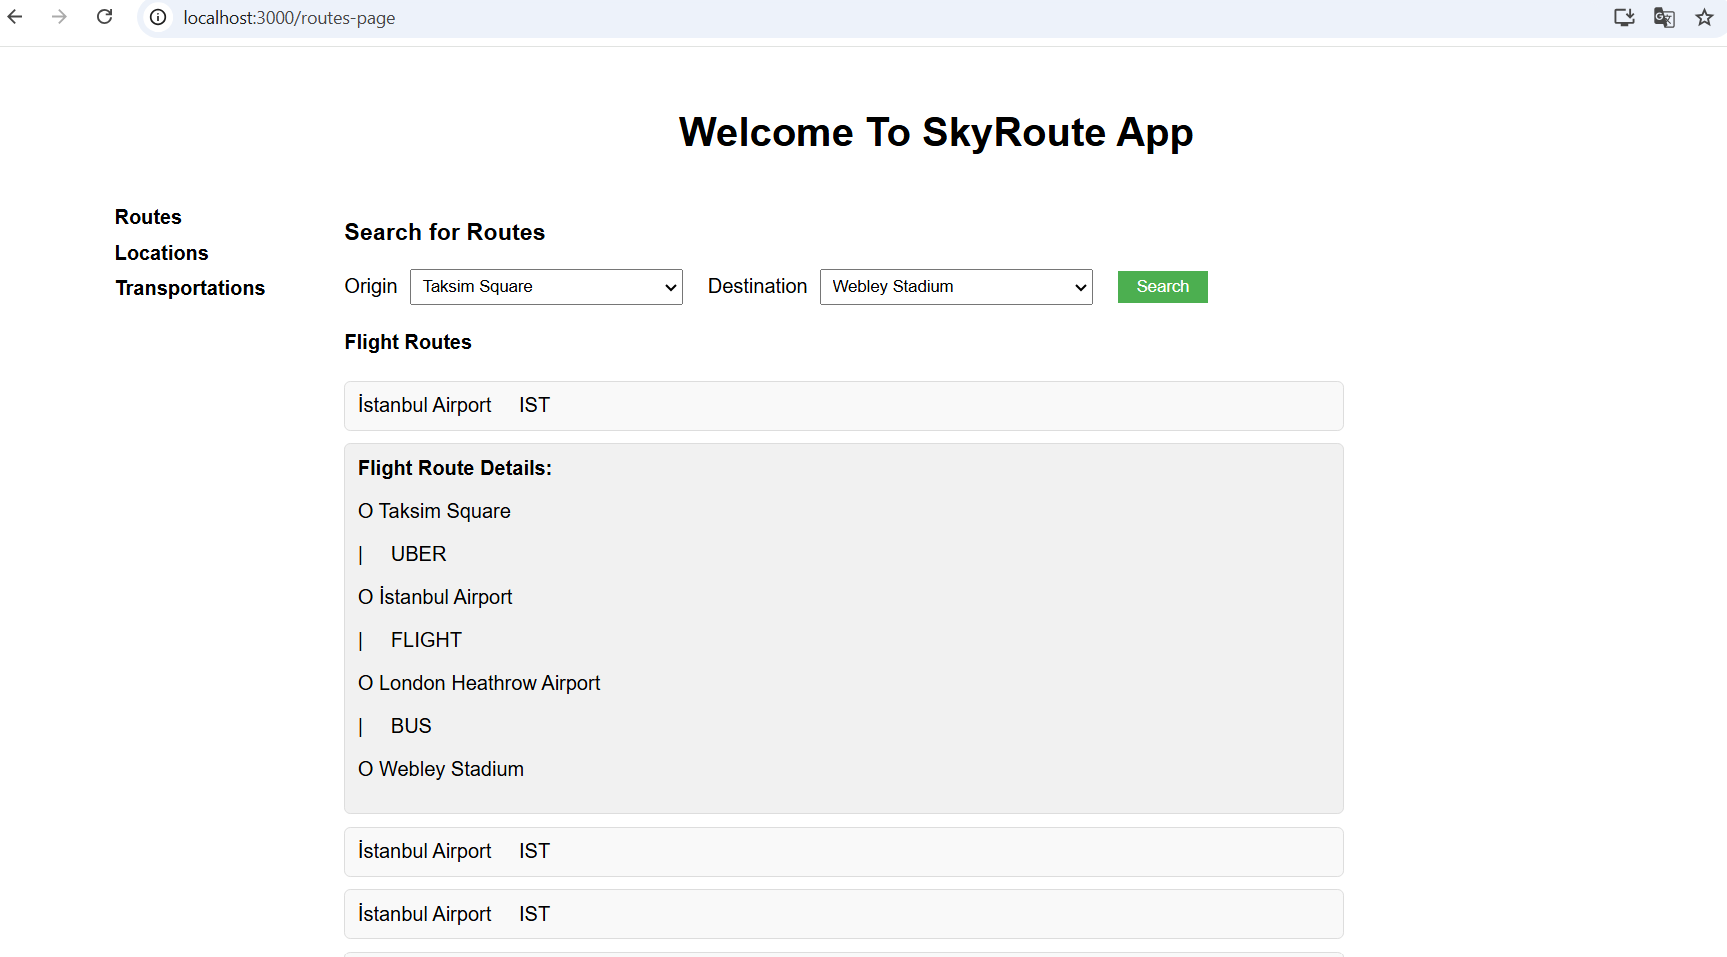 localhost:3000/routes-page
Welcome To SkyRoute App
Routes
Locations
Transportations
Search for Routes
Origin Taksim Square Destination Webley Stadium Search
Flight Routes
İstanbul Airport IST
Flight Route Details:
O Taksim Square
| UBER
O İstanbul Airport
| FLIGHT
O London Heathrow Airport
| BUS
O Webley Stadium
İstanbul Airport IST
İstanbul Airport IST